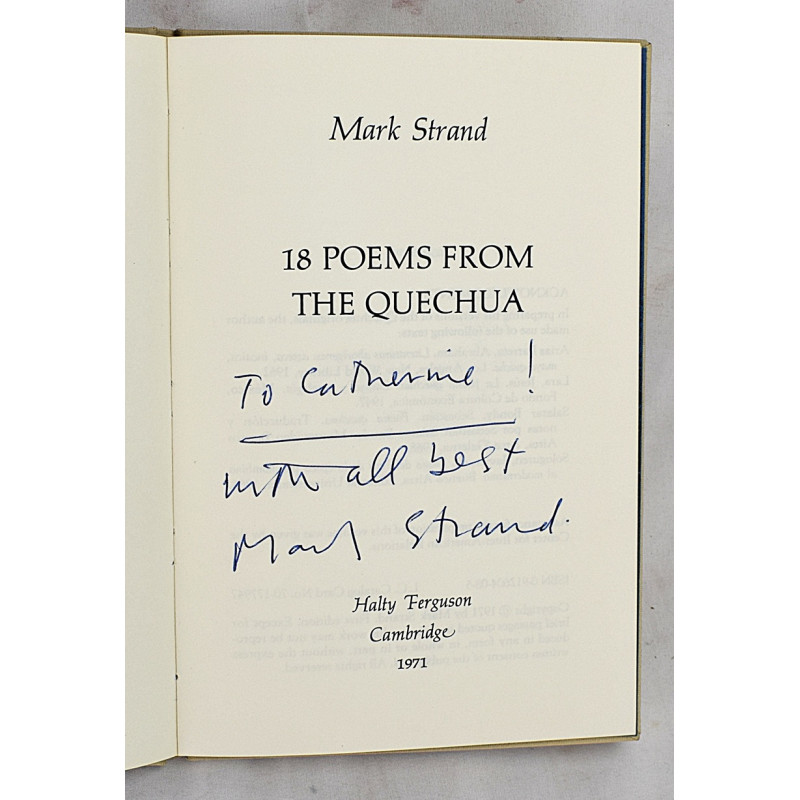 Mark Strand
18 POEMS FROM
THE QUECHUA
To Catherine!
with all best
Mark Strand.
Halty Ferguson
Cambridge
1971